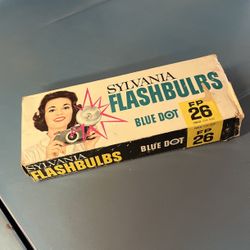 SYLVANIA
FLASHBULBS
BLUE DOT
FP
26
SYLVANIA
FLASHBULBS
BLUE DOT
FP
26